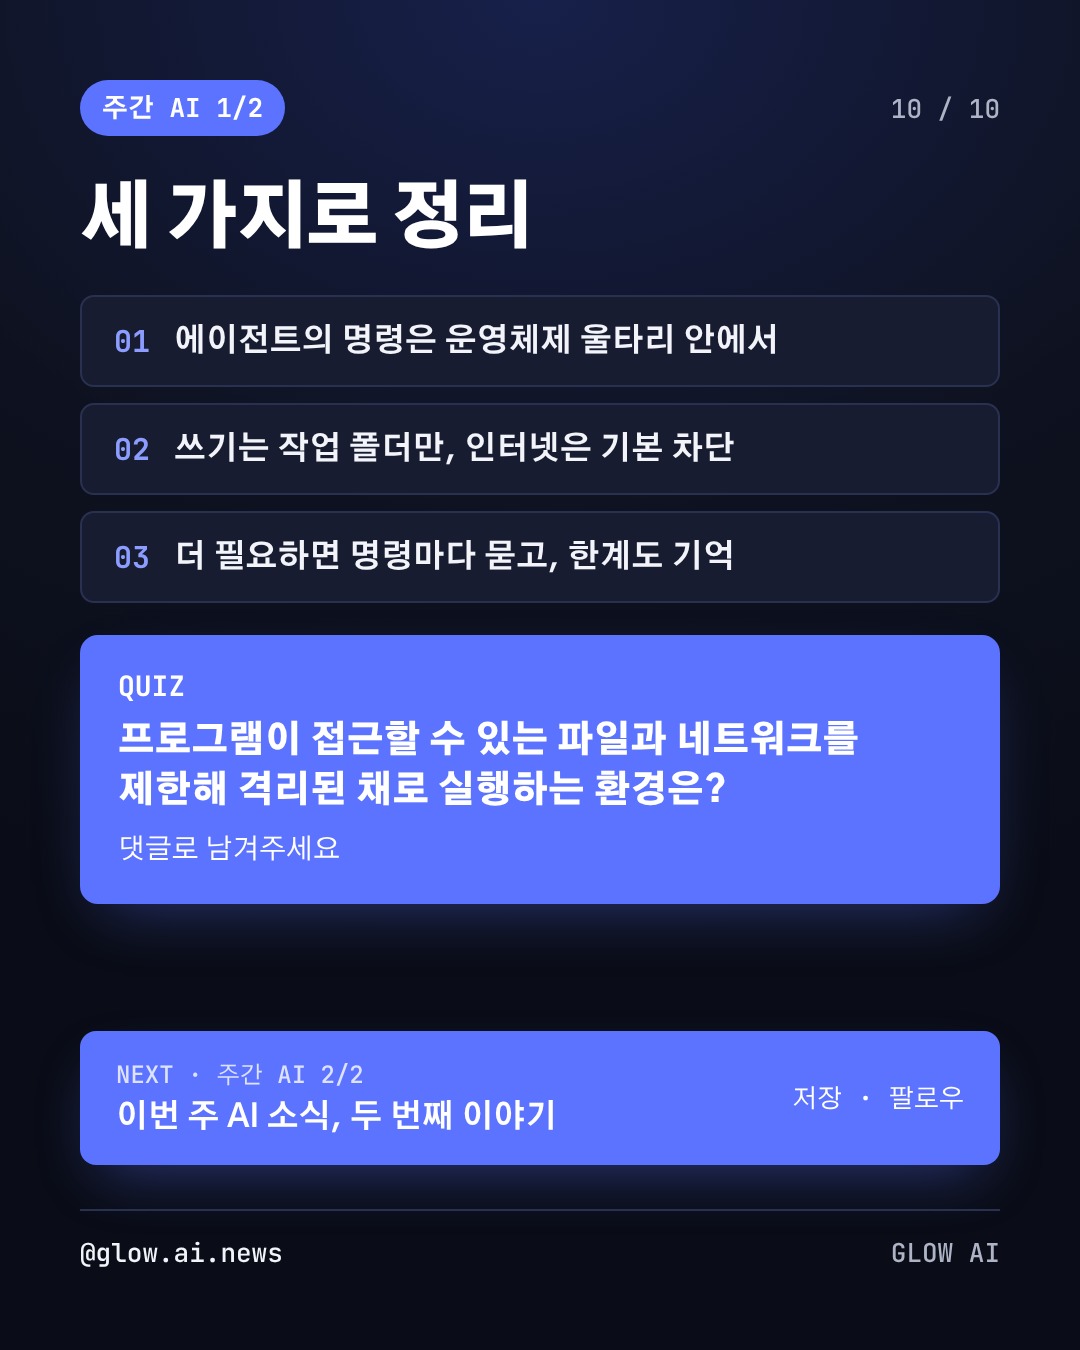 주간 AI 1/2
10 / 10
세 가지로 정리
01 에이전트의 명령은 운영체제 울타리 안에서
02 쓰기는 작업 폴더만, 인터넷은 기본 차단
03 더 필요하면 명령마다 묻고, 한계도 기억
QUIZ
프로그램이 접근할 수 있는 파일과 네트워크를
제한해 격리된 채로 실행하는 환경은?
댓글로 남겨주세요
NEXT · 주간 AI 2/2
이번 주 AI 소식, 두 번째 이야기
저장 · 팔로우
@glow.ai.news
GLOW AI